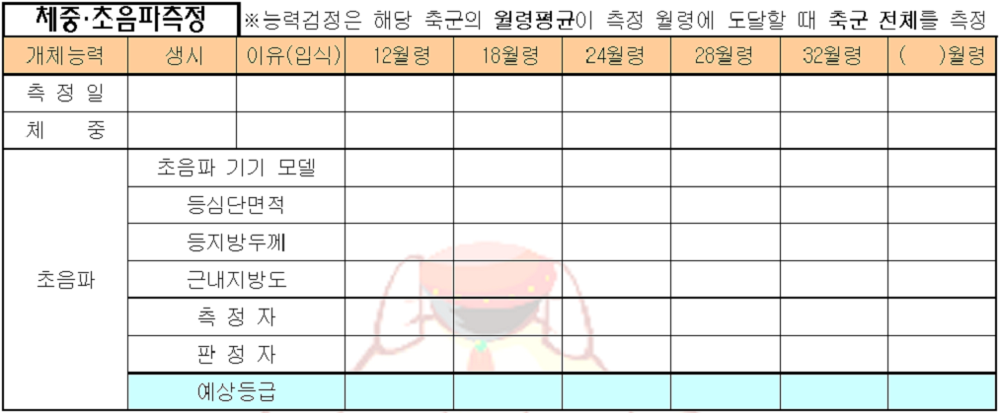 체중·초음파측정 ※능력검정은 해당 축군의 월령평균이 측정 월령에 도달할 때 축군 전체를 측정
개체능력 생시 이유(입식) 12월령 18월령 24월령 28월령 32월령 ( )월령
측 정 일
체 중
초음파 기기 모델
등심단면적
등지방두께
초음파 근내지방도
측 정 자
판 정 자
예상등급